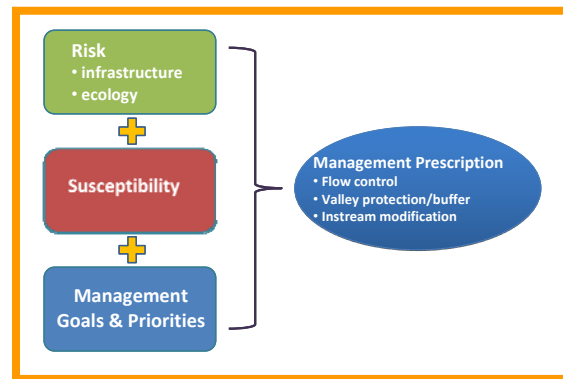 Risk
• infrastructure
• ecology
Susceptibility
Management
Goals & Priorities
Management Prescription
• Flow control
• Valley protection/buffer
• Instream modification